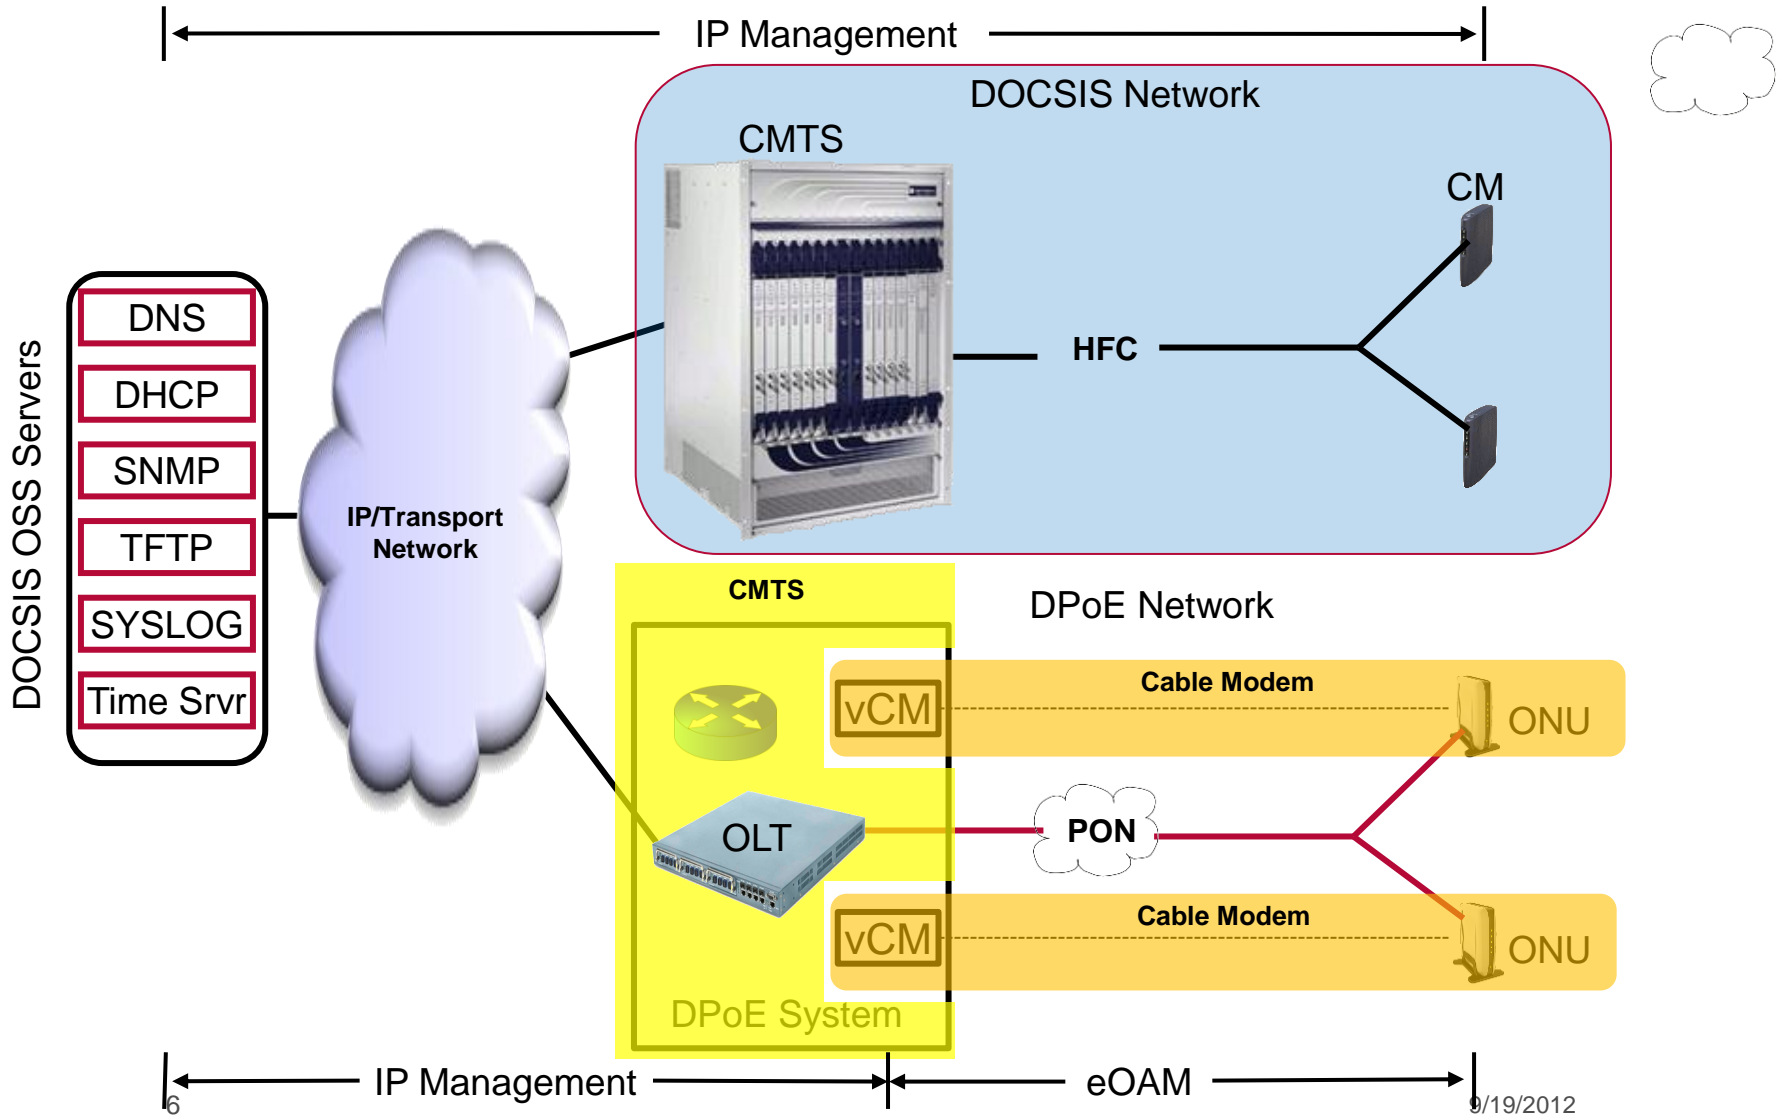 IP Management
DOCSIS Network
CMTS
CM
HFC
DOCSIS OSS Servers
DNS
DHCP
SNMP
TFTP
SYSLOG
Time Srvr
IP/Transport
Network
CMTS
DPoE Network
vCM
Cable Modem
ONU
OLT
PON
vCM
Cable Modem
ONU
DPoE System
IP Management
eOAM
6
9/19/2012